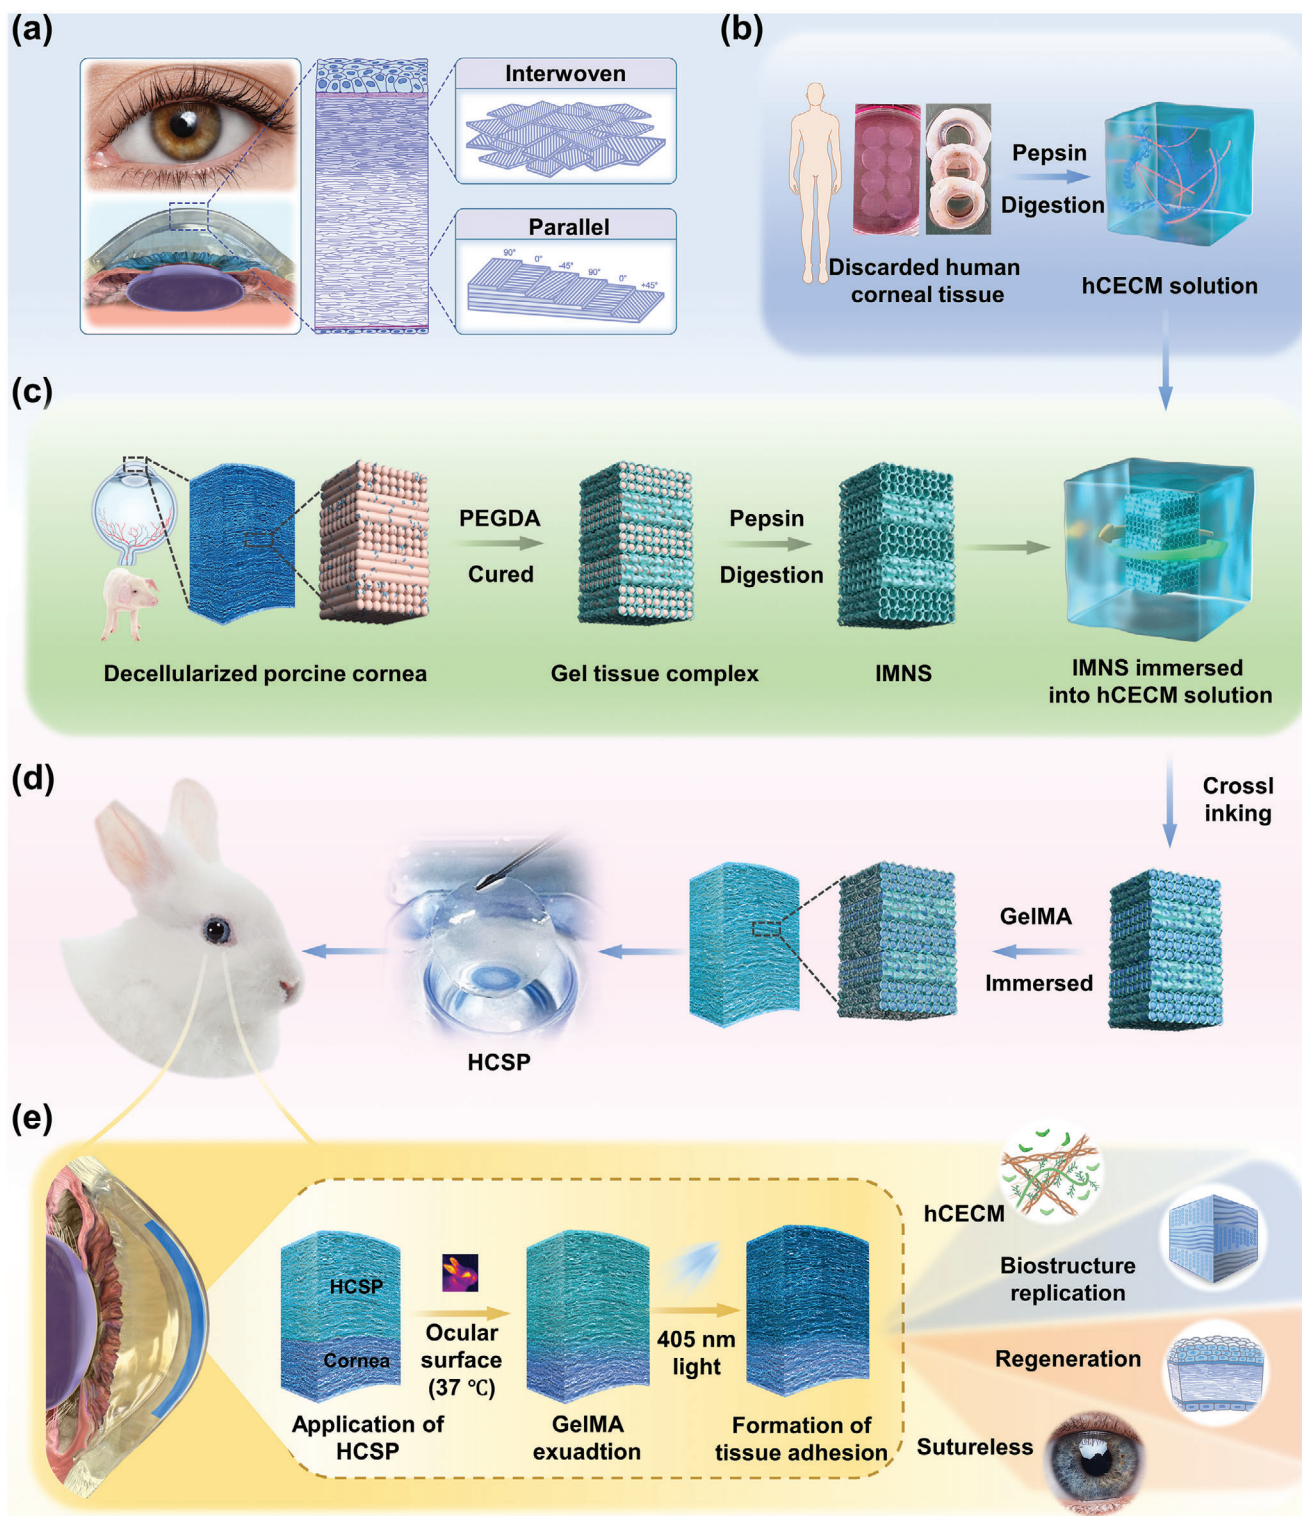 (a)
Interwoven
Parallel
90°
0°
-45°
90°
0°
+45°
(b)
Pepsin
Digestion
Discarded human
corneal tissue
hCECM solution
(c)
PEGDA
Cured
Pepsin
Digestion
Decellularized porcine cornea
Gel tissue complex
IMNS
IMNS immersed
into hCECM solution
(d)
Crossl
inking
GelMA
Immersed
HCSP
(e)
HCSP
Cornea
Ocular
surface
(37 ℃)
405 nm
light
Application of
HCSP
GelMA
exuadtion
Formation of
tissue adhesion
hCECM
Biostructure
replication
Regeneration
Sutureless